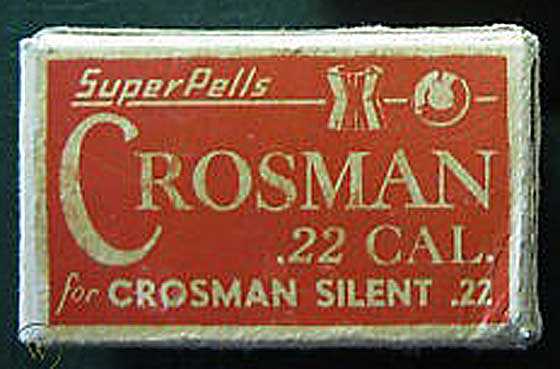 SuperPells
CROSMAN
.22 CAL.
for CROSMAN SILENT .22